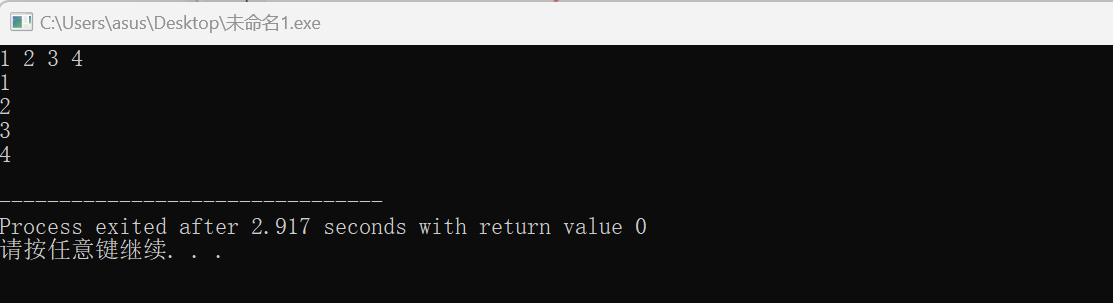 C:\Users\asus\Desktop\未命名1.exe
1 2 3 4
1
2
3
4
--------------------------------
Process exited after 2.917 seconds with return value 0
请按任意键继续. . .